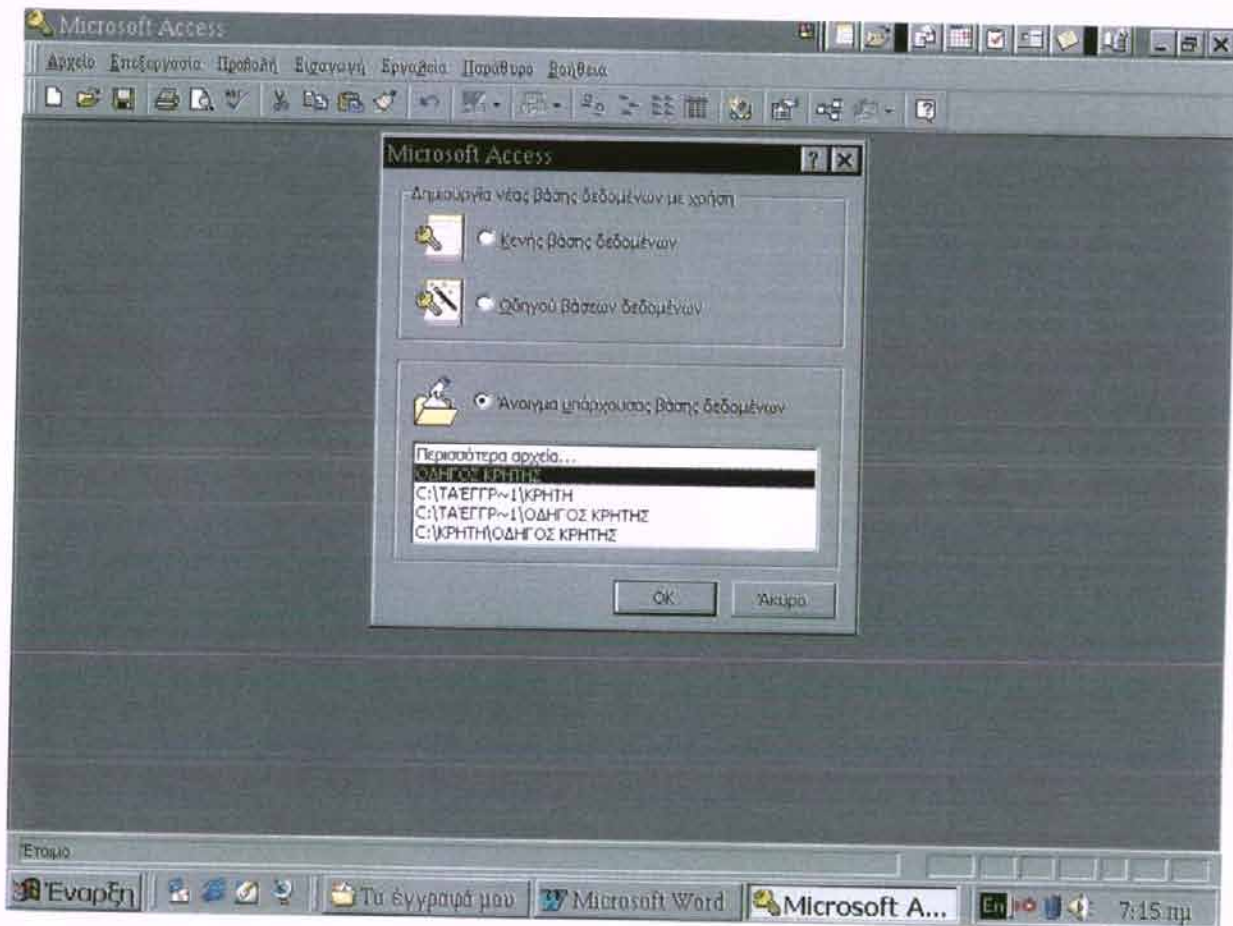 Microsoft Access
Αρχείο Επεξεργασία Προβολή Εισαγωγή Εργαλεία Παράθυρο Βοήθεια
Microsoft Access
Δημιουργία νέας βάσης δεδομένων με χρήση
Κενής βάσης δεδομένων
Οδηγού βάσεων δεδομένων
Άνοιγμα υπάρχουσας βάσης δεδομένων
Περισσότερα αρχεία...
ΟΔΗΓΟΣ ΚΡΗΤΗΣ
C:\ΤΑΈΓΓΡ~1\ΚΡΗΤΗ
C:\ΤΑΈΓΓΡ~1\ΟΔΗΓΟΣ ΚΡΗΤΗΣ
C:\ΚΡΗΤΗ\ΟΔΗΓΟΣ ΚΡΗΤΗΣ
OK Άκυρο
Έτοιμο
Έναρξη Τα έγγραφά μου Microsoft Word Microsoft A... En 7:15 πμ